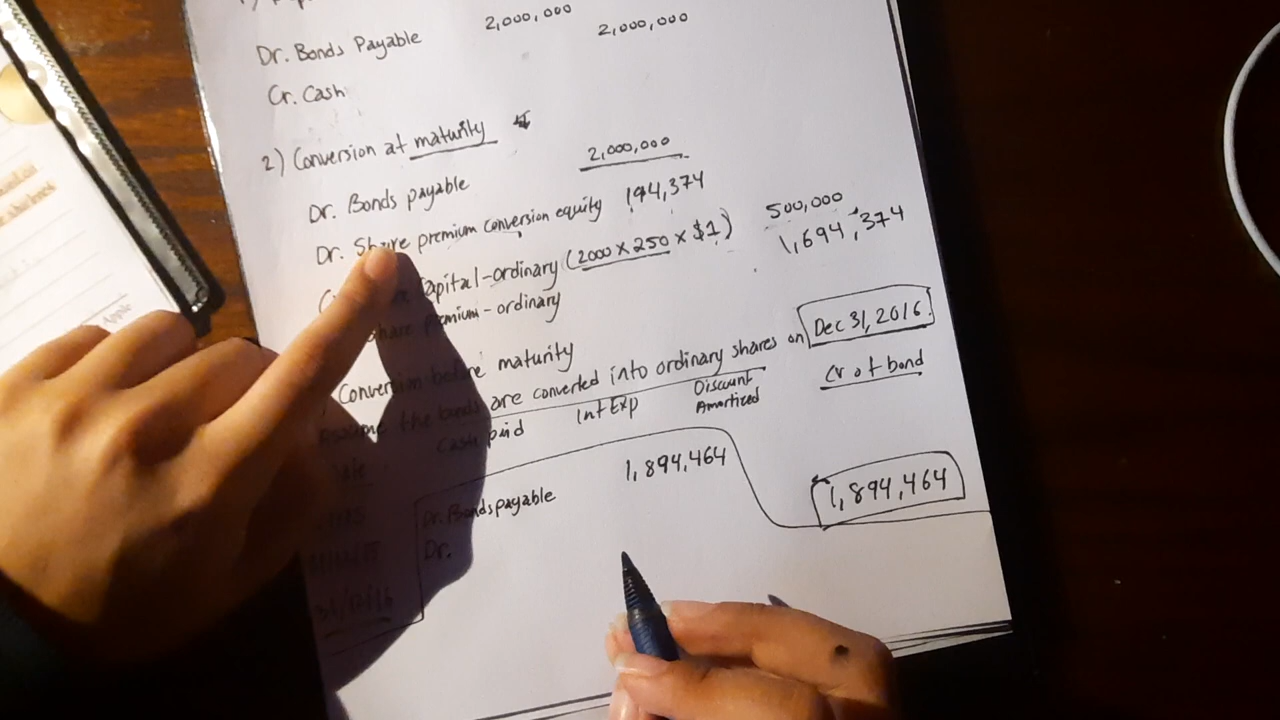 2,000,000
Dr. Bonds Payable
2,000,000
Cr. Cash
2) Conversion at maturity
Dr. Bonds payable 2,000,000
Dr. Share premium conversion equity 194,374
apital-ordinary (2000 x 250 x $1) 500,000
premium-ordinary 1,694,374
Conversion before maturity
Assume the bonds are converted into ordinary shares on Dec 31, 2016.
Cash paid Int Exp Discount Amortized cv of bond
1,894,464
Dr. Bonds payable 1,894,464
Dr.